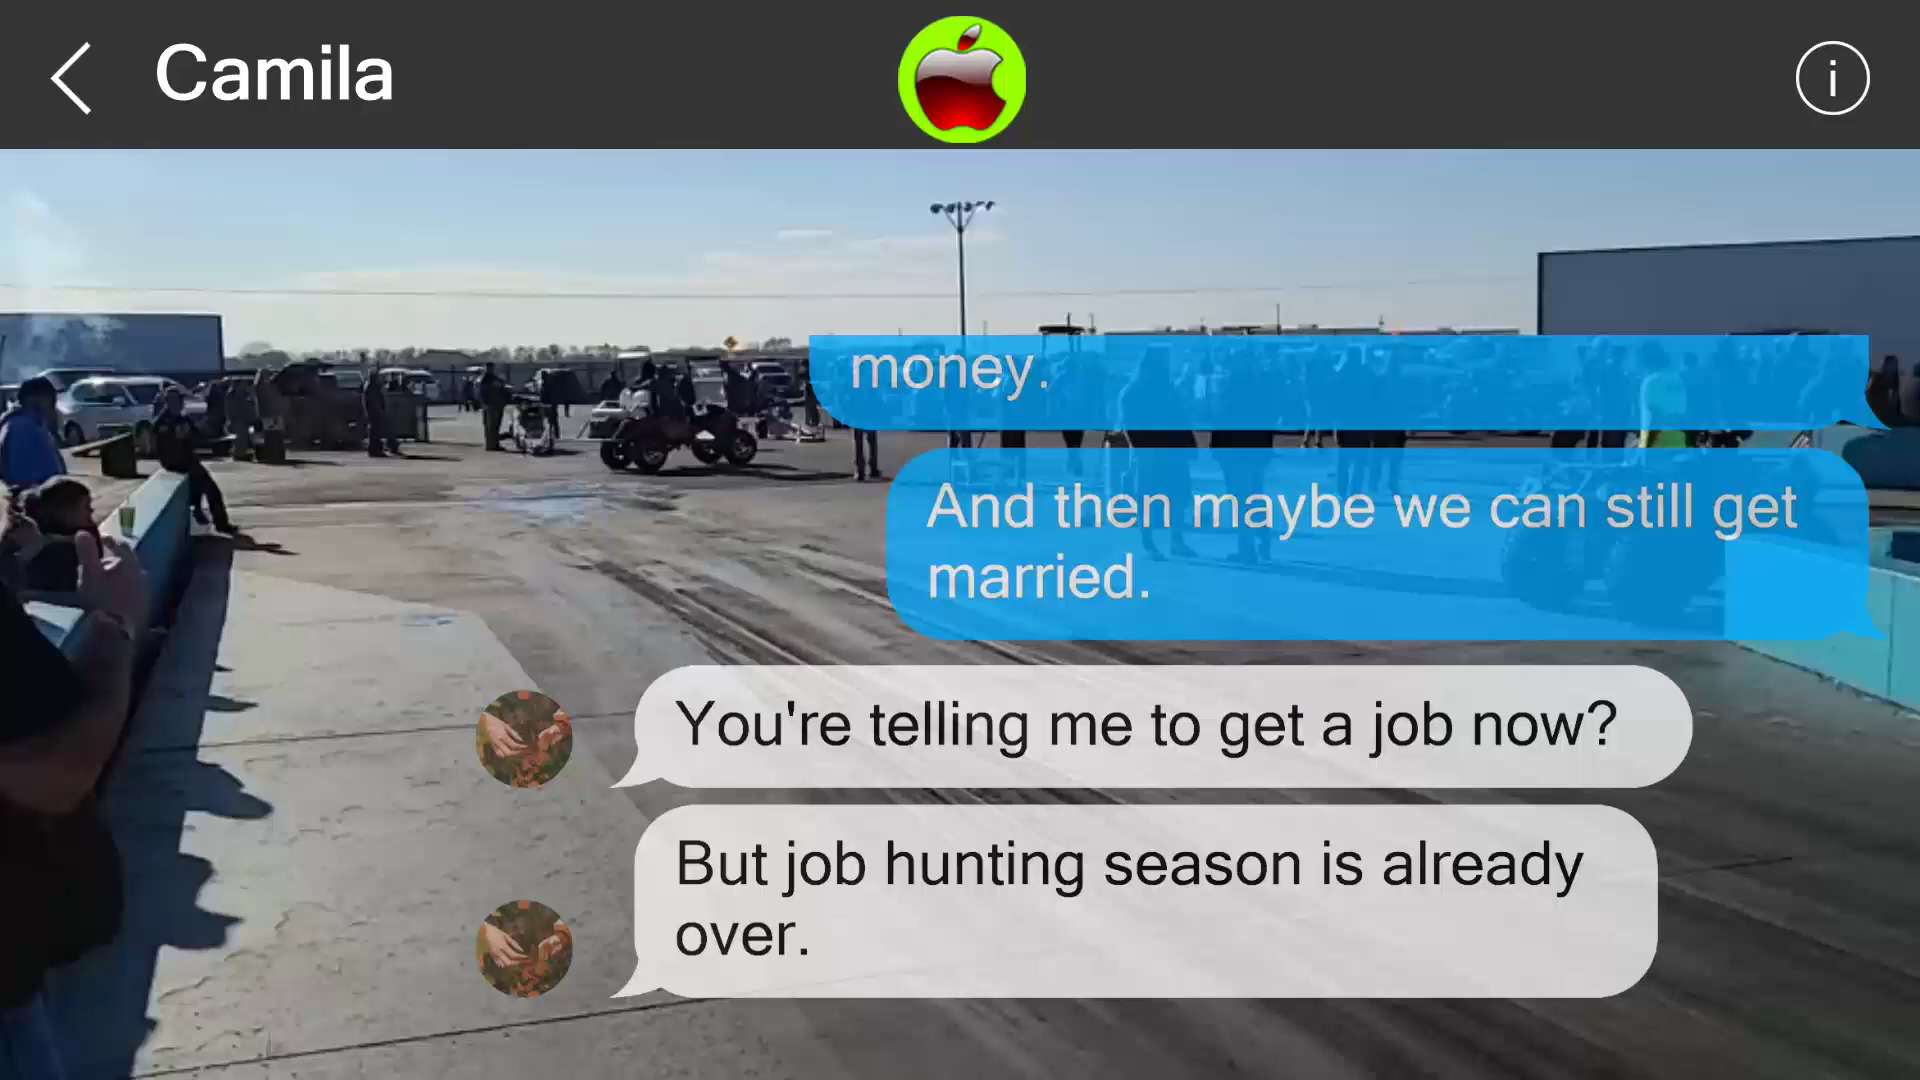 Camila
i
money.
And then maybe we can still get
married.
You're telling me to get a job now?
But job hunting season is already
over.